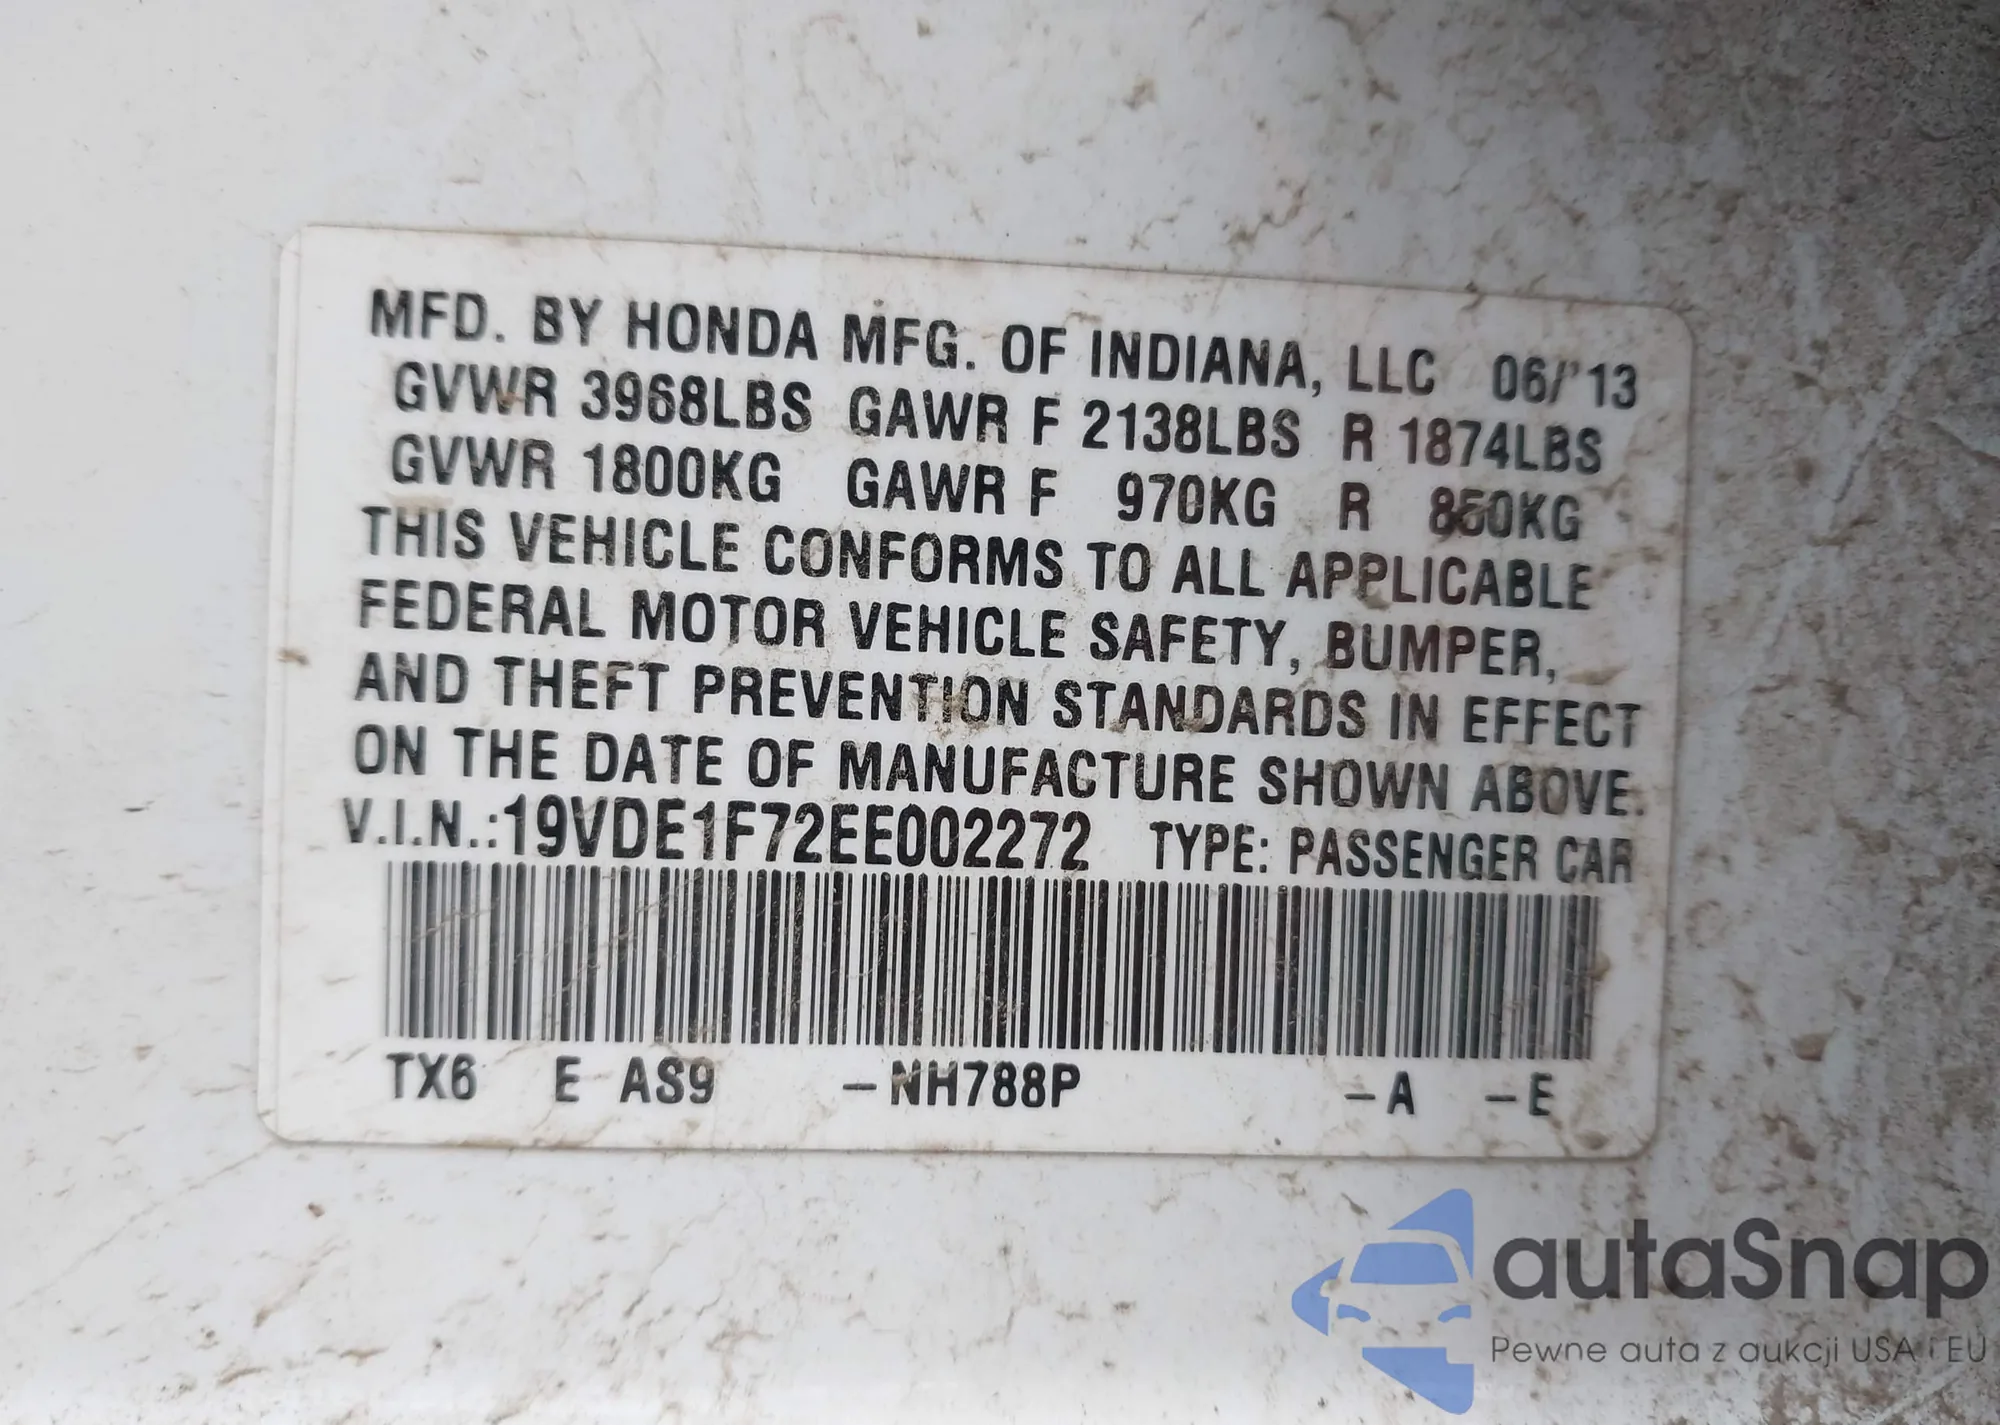 MFD. BY HONDA MFG. OF INDIANA, LLC 06/'13
GVWR 3968LBS GAWR F 2138LBS R 1874LBS
GVWR 1800KG GAWR F 970KG R 850KG
THIS VEHICLE CONFORMS TO ALL APPLICABLE
FEDERAL MOTOR VEHICLE SAFETY, BUMPER,
AND THEFT PREVENTION STANDARDS IN EFFECT
ON THE DATE OF MANUFACTURE SHOWN ABOVE.
V.I.N.:19VDE1F72EE002272 TYPE: PASSENGER CAR
TX6 E AS9 –NH788P –A –E
autaSnap
Pewne auta z aukcji USA i EU